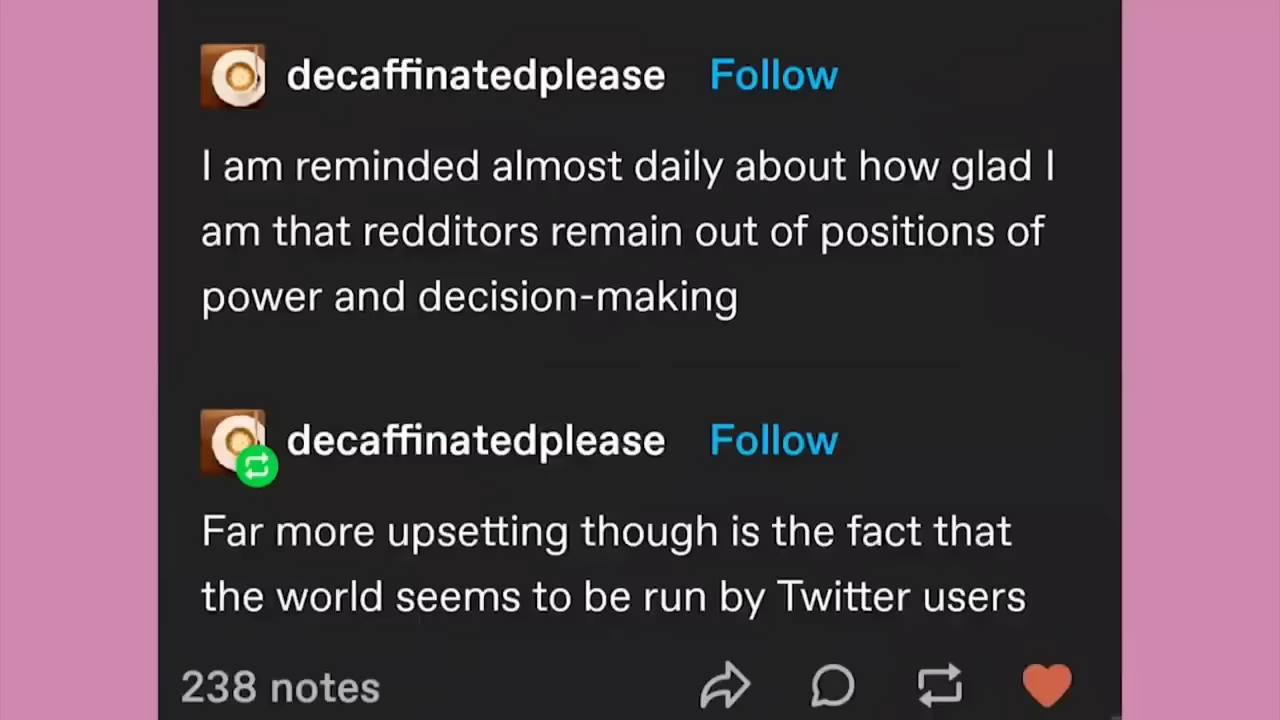 decaffinatedplease Follow
I am reminded almost daily about how glad I
am that redditors remain out of positions of
power and decision-making
decaffinatedplease Follow
Far more upsetting though is the fact that
the world seems to be run by Twitter users
238 notes